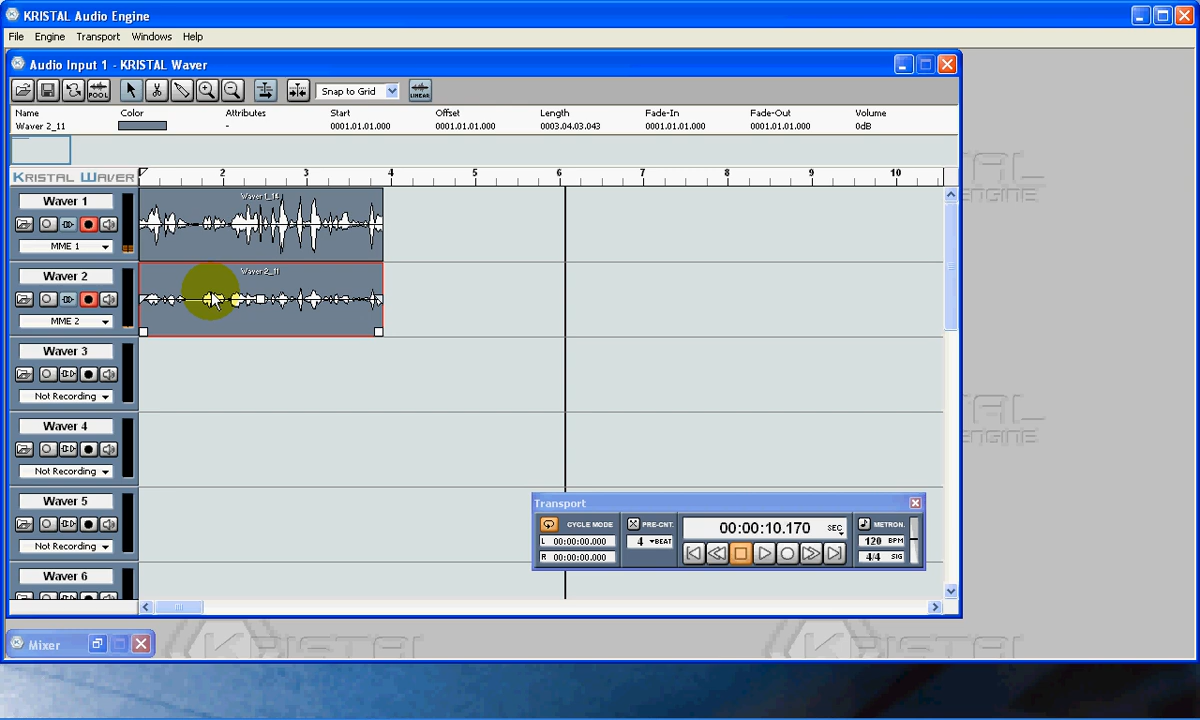 KRISTAL Audio Engine
File Engine Transport Windows Help
Audio Input 1 - KRISTAL Waver
POOL Snap to Grid LINEAR
Name Color Attributes Start Offset Length Fade-In Fade-Out Volume
Waver 2_11 - 0001.01.01.000 0001.01.01.000 0003.04.03.043 0001.01.01.000 0001.01.01.000 0dB
KRISTAL WAVER 2 3 4 5 6 7 8 9 10
Waver 1
Waver 1_14
MME 1
Waver 2
Waver 2_11
MME 2
Waver 3
Not Recording
Waver 4
Not Recording
Waver 5
Not Recording
Waver 6
Transport
CYCLE MODE PRE-CNT. 00:00:10.170 SEC METRON.
L 00:00:00.000 4 BEAT 120 BPM
R 00:00:00.000 4/4 SIG
Mixer
KRISTAL
KRISTAL